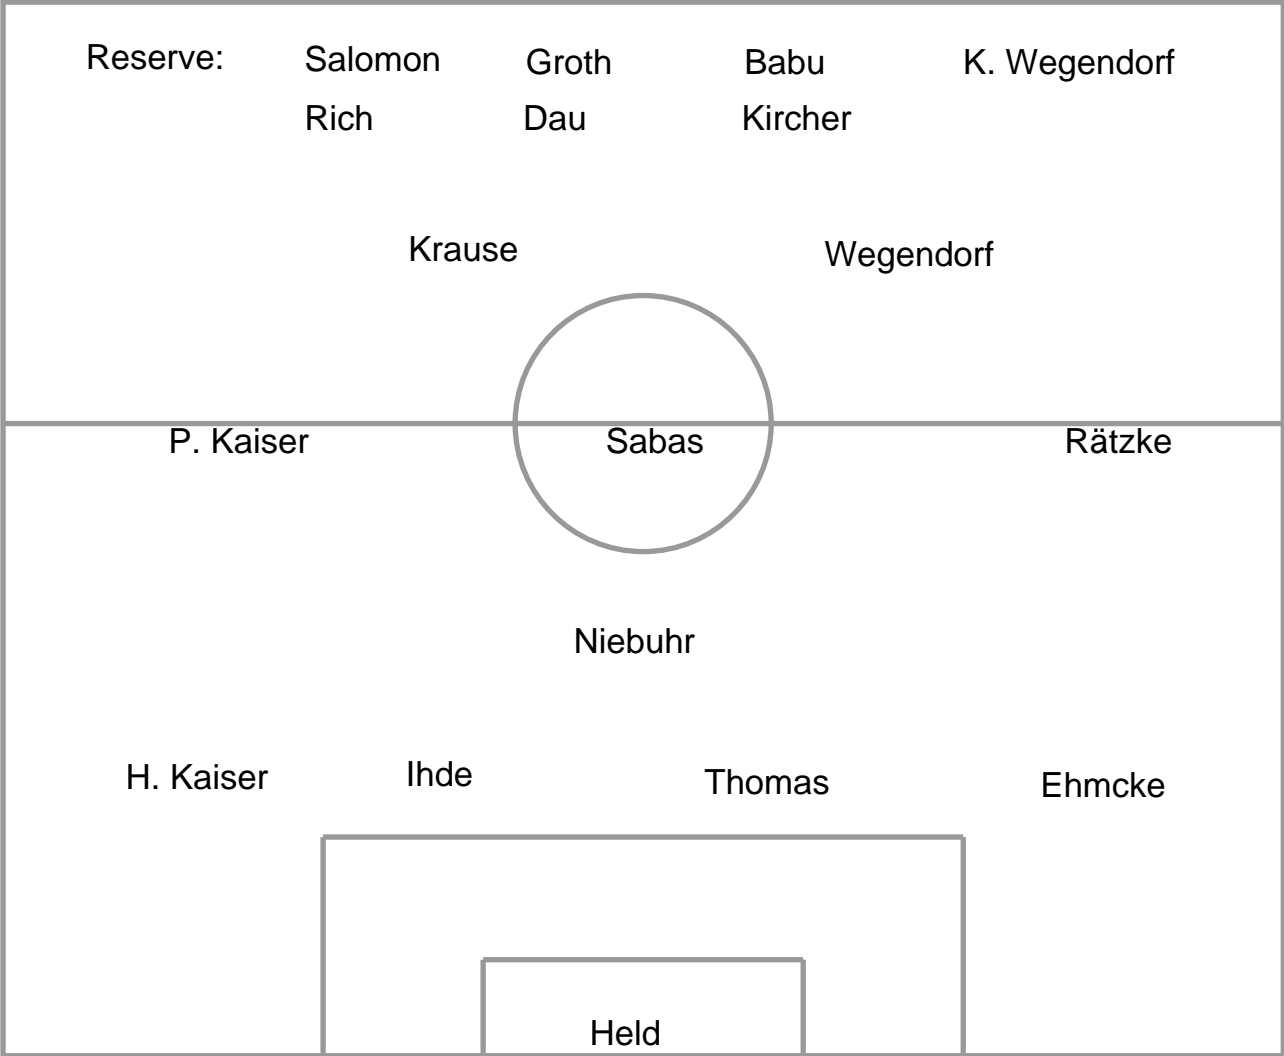 Reserve: Salomon Groth Babu K. Wegendorf
Rich Dau Kircher
Krause Wegendorf
P. Kaiser Sabas Rätzke
Niebuhr
H. Kaiser Ihde Thomas Ehmcke
Held